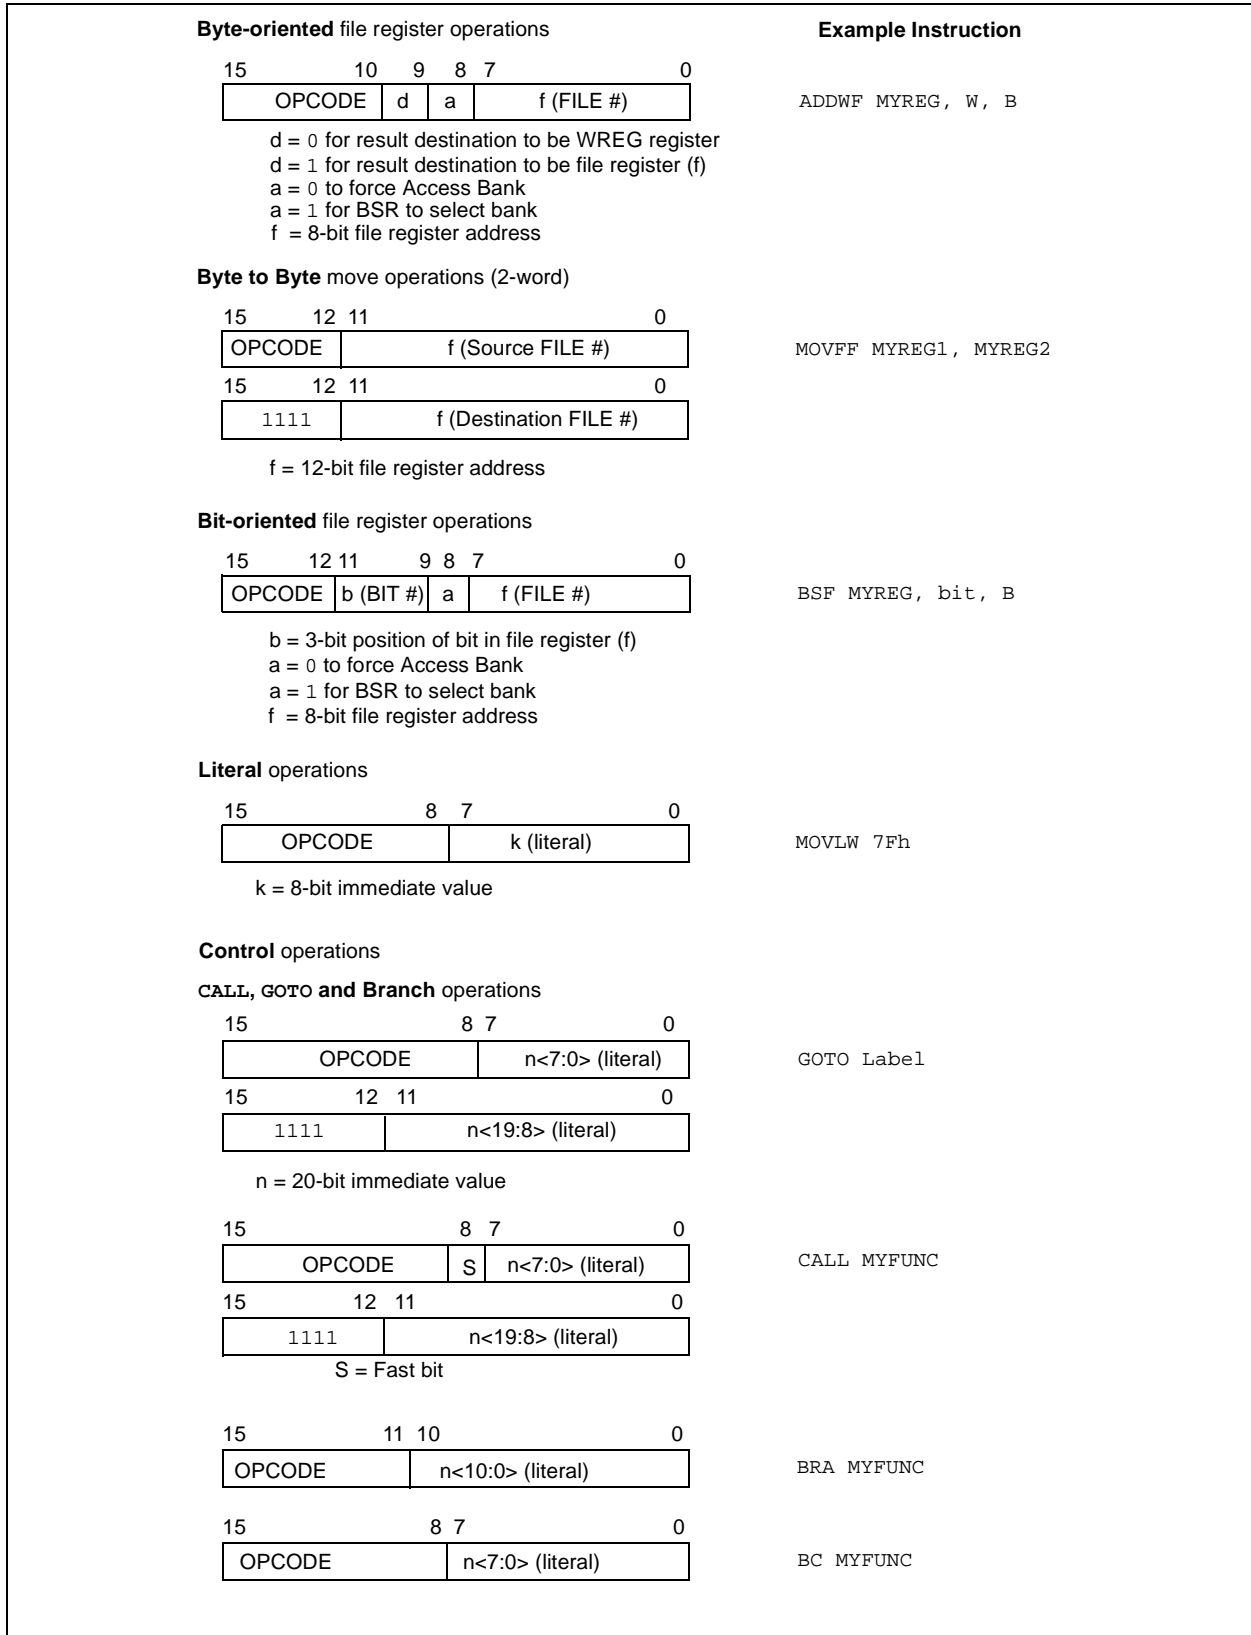 Byte-oriented file register operations Example Instruction
15 10 9 8 7 0
OPCODE d a f (FILE #) ADDWF MYREG, W, B
d = 0 for result destination to be WREG register
d = 1 for result destination to be file register (f)
a = 0 to force Access Bank
a = 1 for BSR to select bank
f = 8-bit file register address
Byte to Byte move operations (2-word)
15 12 11 0
OPCODE f (Source FILE #) MOVFF MYREG1, MYREG2
15 12 11 0
1111 f (Destination FILE #)
f = 12-bit file register address
Bit-oriented file register operations
15 12 11 9 8 7 0
OPCODE b (BIT #) a f (FILE #) BSF MYREG, bit, B
b = 3-bit position of bit in file register (f)
a = 0 to force Access Bank
a = 1 for BSR to select bank
f = 8-bit file register address
Literal operations
15 8 7 0
OPCODE k (literal) MOVLW 7Fh
k = 8-bit immediate value
Control operations
CALL, GOTO and Branch operations
15 8 7 0
OPCODE n<7:0> (literal) GOTO Label
15 12 11 0
1111 n<19:8> (literal)
n = 20-bit immediate value
15 8 7 0
OPCODE S n<7:0> (literal) CALL MYFUNC
15 12 11 0
1111 n<19:8> (literal)
S = Fast bit
15 11 10 0
OPCODE n<10:0> (literal) BRA MYFUNC
15 8 7 0
OPCODE n<7:0> (literal) BC MYFUNC